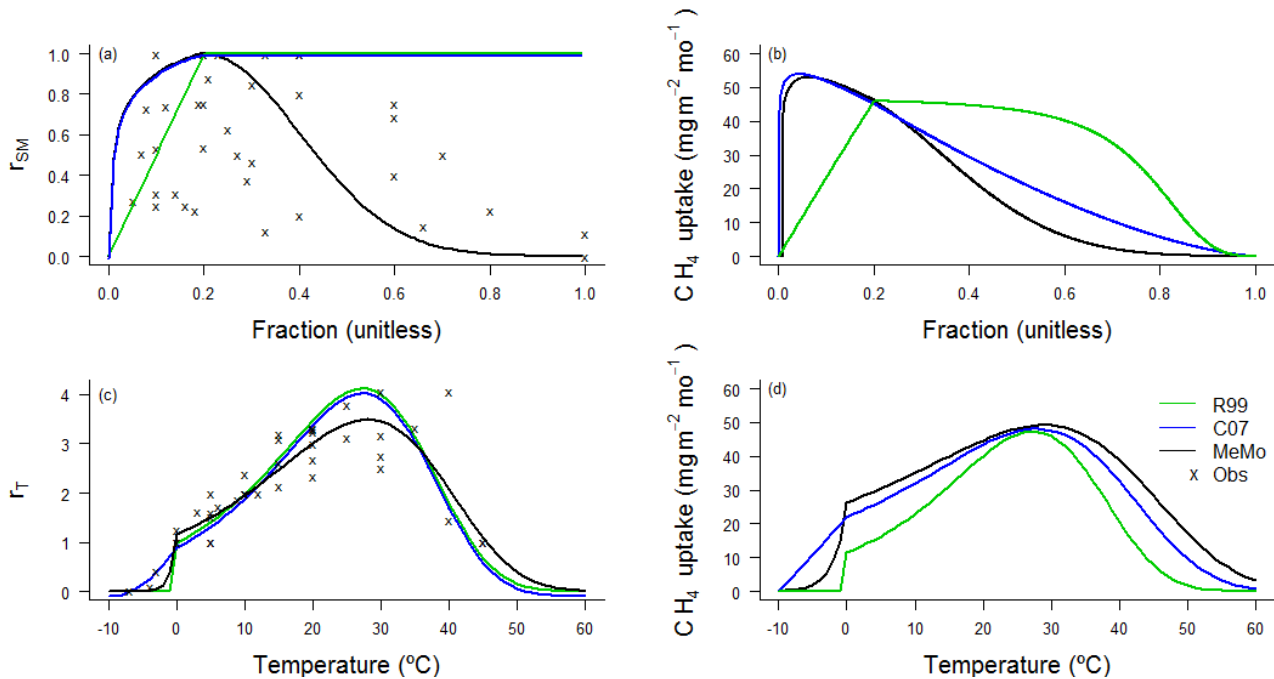 (a)
r_SM
1.0
0.8
0.6
0.4
0.2
0.0
0.0 0.2 0.4 0.6 0.8 1.0
Fraction (unitless)
(b)
CH₄ uptake (mg m⁻² mo⁻¹)
60
50
40
30
20
10
0
0.0 0.2 0.4 0.6 0.8 1.0
Fraction (unitless)
(c)
r_T
4
3
2
1
0
-10 0 10 20 30 40 50 60
Temperature (ºC)
(d)
CH₄ uptake (mg m⁻² mo⁻¹)
60
50
40
30
20
10
0
-10 0 10 20 30 40 50 60
Temperature (ºC)
R99
C07
MeMo
x Obs